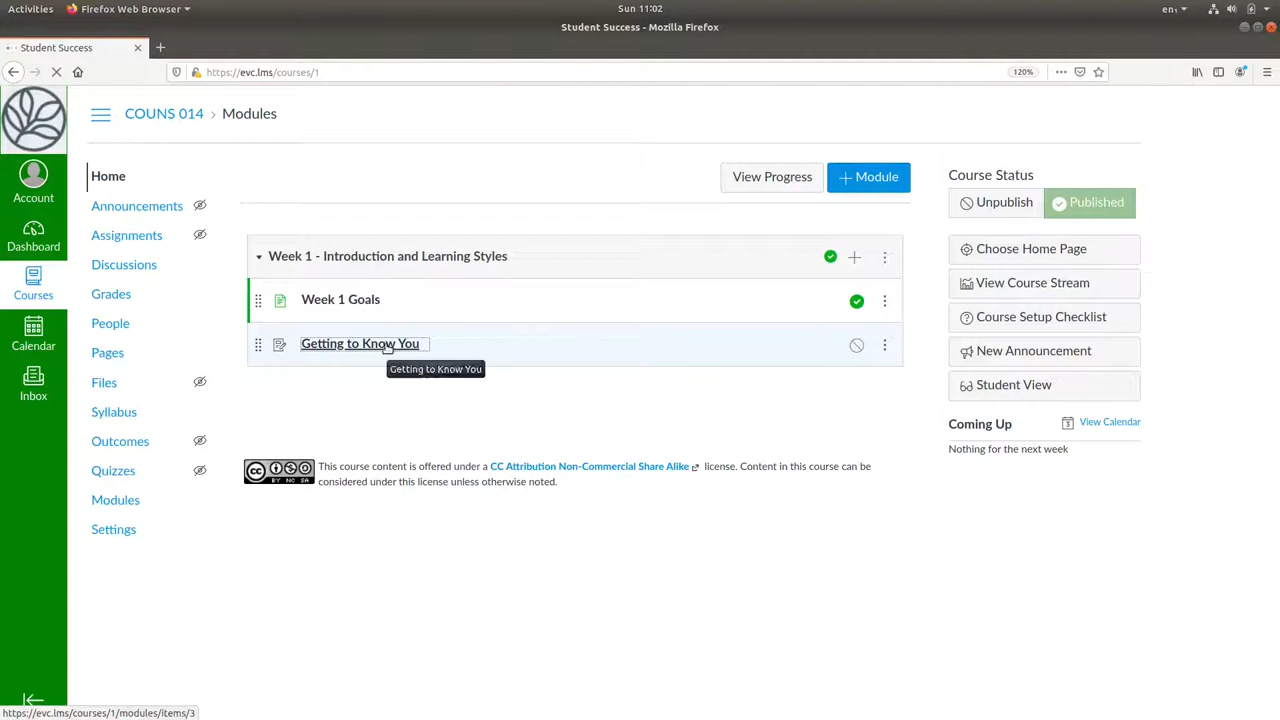 Activities Firefox Web Browser Sun 11:02 en₁
Student Success - Mozilla Firefox
Student Success
https://evc.lms/courses/1 120%
COUNS 014 > Modules
Account
Dashboard
Courses
Calendar
Inbox
Home
Announcements
Assignments
Discussions
Grades
People
Pages
Files
Syllabus
Outcomes
Quizzes
Modules
Settings
View Progress + Module
Week 1 - Introduction and Learning Styles
Week 1 Goals
Getting to Know You
Getting to Know You
CC BY NC SA
This course content is offered under a CC Attribution Non-Commercial Share Alike license. Content in this course can be
considered under this license unless otherwise noted.
Course Status
Unpublish Published
Choose Home Page
View Course Stream
Course Setup Checklist
New Announcement
Student View
Coming Up 3 View Calendar
Nothing for the next week
https://evc.lms/courses/1/modules/items/3